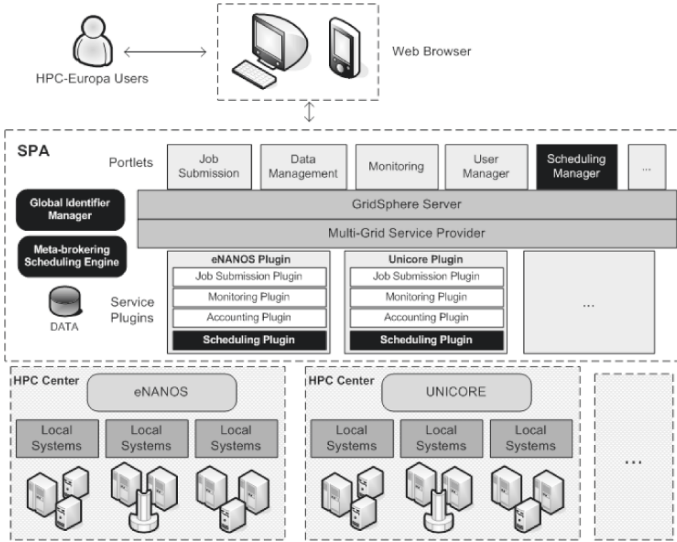 HPC-Europa Users
Web Browser
SPA
Portlets
Job
Submission
Data
Management
Monitoring
User
Manager
Scheduling
Manager
...
Global Identifier
Manager
GridSphere Server
Multi-Grid Service Provider
Meta-brokering
Scheduling Engine
DATA
Service
Plugins
eNANOS Plugin
Job Submission Plugin
Monitoring Plugin
Accounting Plugin
Scheduling Plugin
Unicore Plugin
Job Submission Plugin
Monitoring Plugin
Accounting Plugin
Scheduling Plugin
...
HPC Center
eNANOS
Local
Systems
Local
Systems
Local
Systems
HPC Center
UNICORE
Local
Systems
Local
Systems
Local
Systems
...